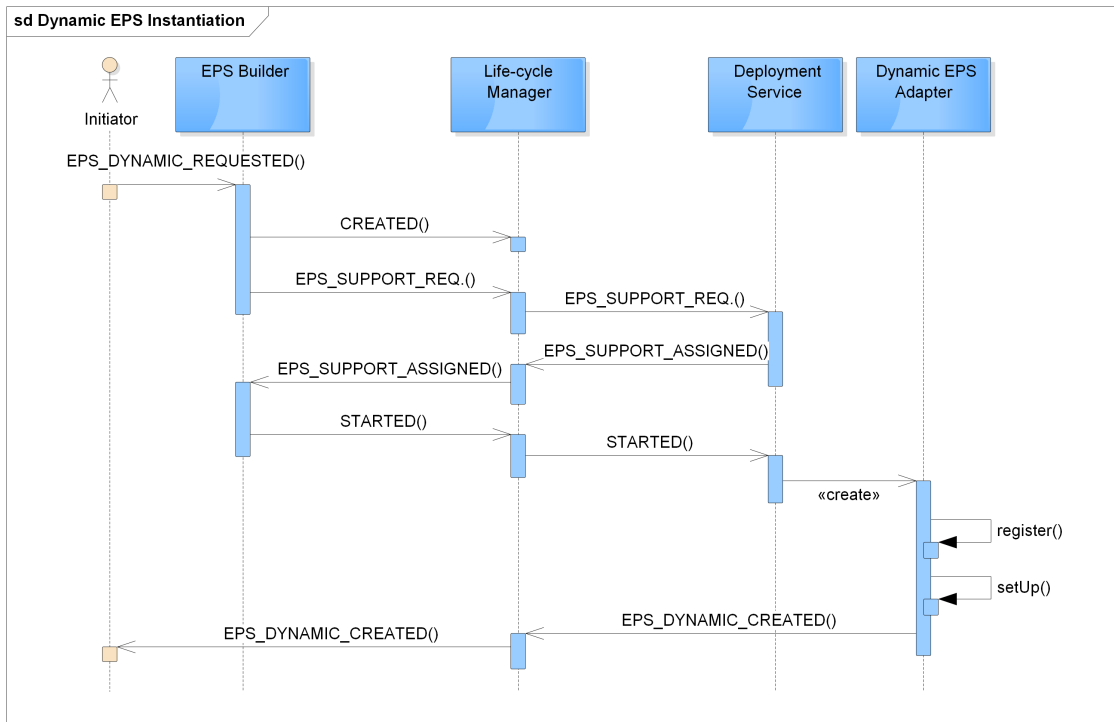 sd Dynamic EPS Instantiation
EPS Builder
Life-cycle
Manager
Deployment
Service
Dynamic EPS
Adapter
Initiator
EPS_DYNAMIC_REQUESTED()
CREATED()
EPS_SUPPORT_REQ.()
EPS_SUPPORT_REQ.()
EPS_SUPPORT_ASSIGNED()
EPS_SUPPORT_ASSIGNED()
STARTED()
STARTED()
«create»
register()
setUp()
EPS_DYNAMIC_CREATED()
EPS_DYNAMIC_CREATED()